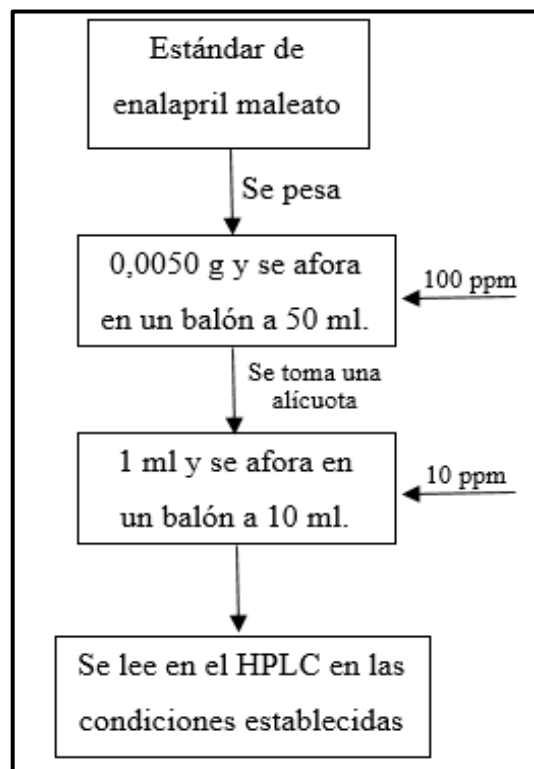 Estándar de
enalapril maleato
Se pesa
0,0050 g y se afora
en un balón a 50 ml.
100 ppm
Se toma una
alícuota
1 ml y se afora en
un balón a 10 ml.
10 ppm
Se lee en el HPLC en las
condiciones establecidas